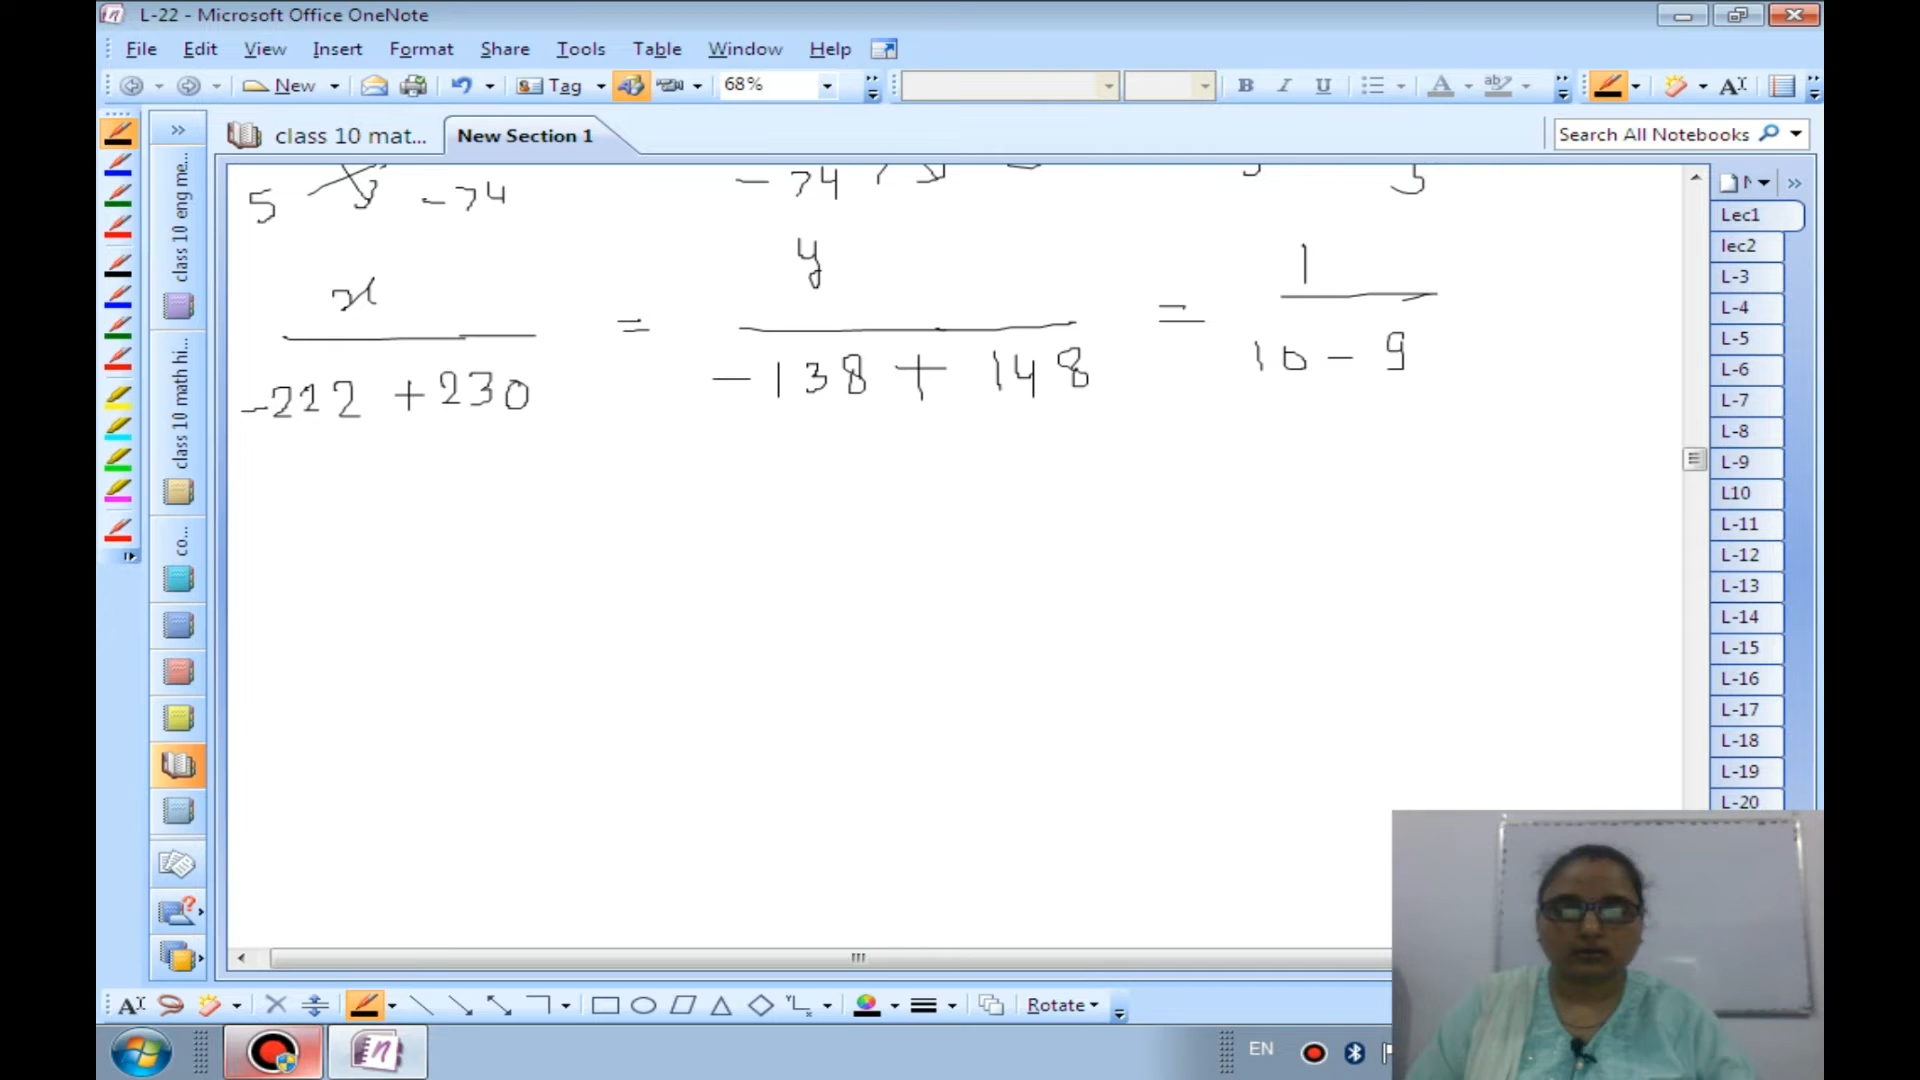 L-22 - Microsoft Office OneNote
File Edit View Insert Format Share Tools Table Window Help
New Tag 68% B I U A ab A
class 10 mat... New Section 1 Search All Notebooks
class 10 eng me...
class 10 math hi...
co...
5 3 -74 - 74
x = y = 1
-222 + 230 - 138 + 148 10 - 9
Lec1
lec2
L-3
L-4
L-5
L-6
L-7
L-8
L-9
L10
L-11
L-12
L-13
L-14
L-15
L-16
L-17
L-18
L-19
L-20
A Rotate
EN